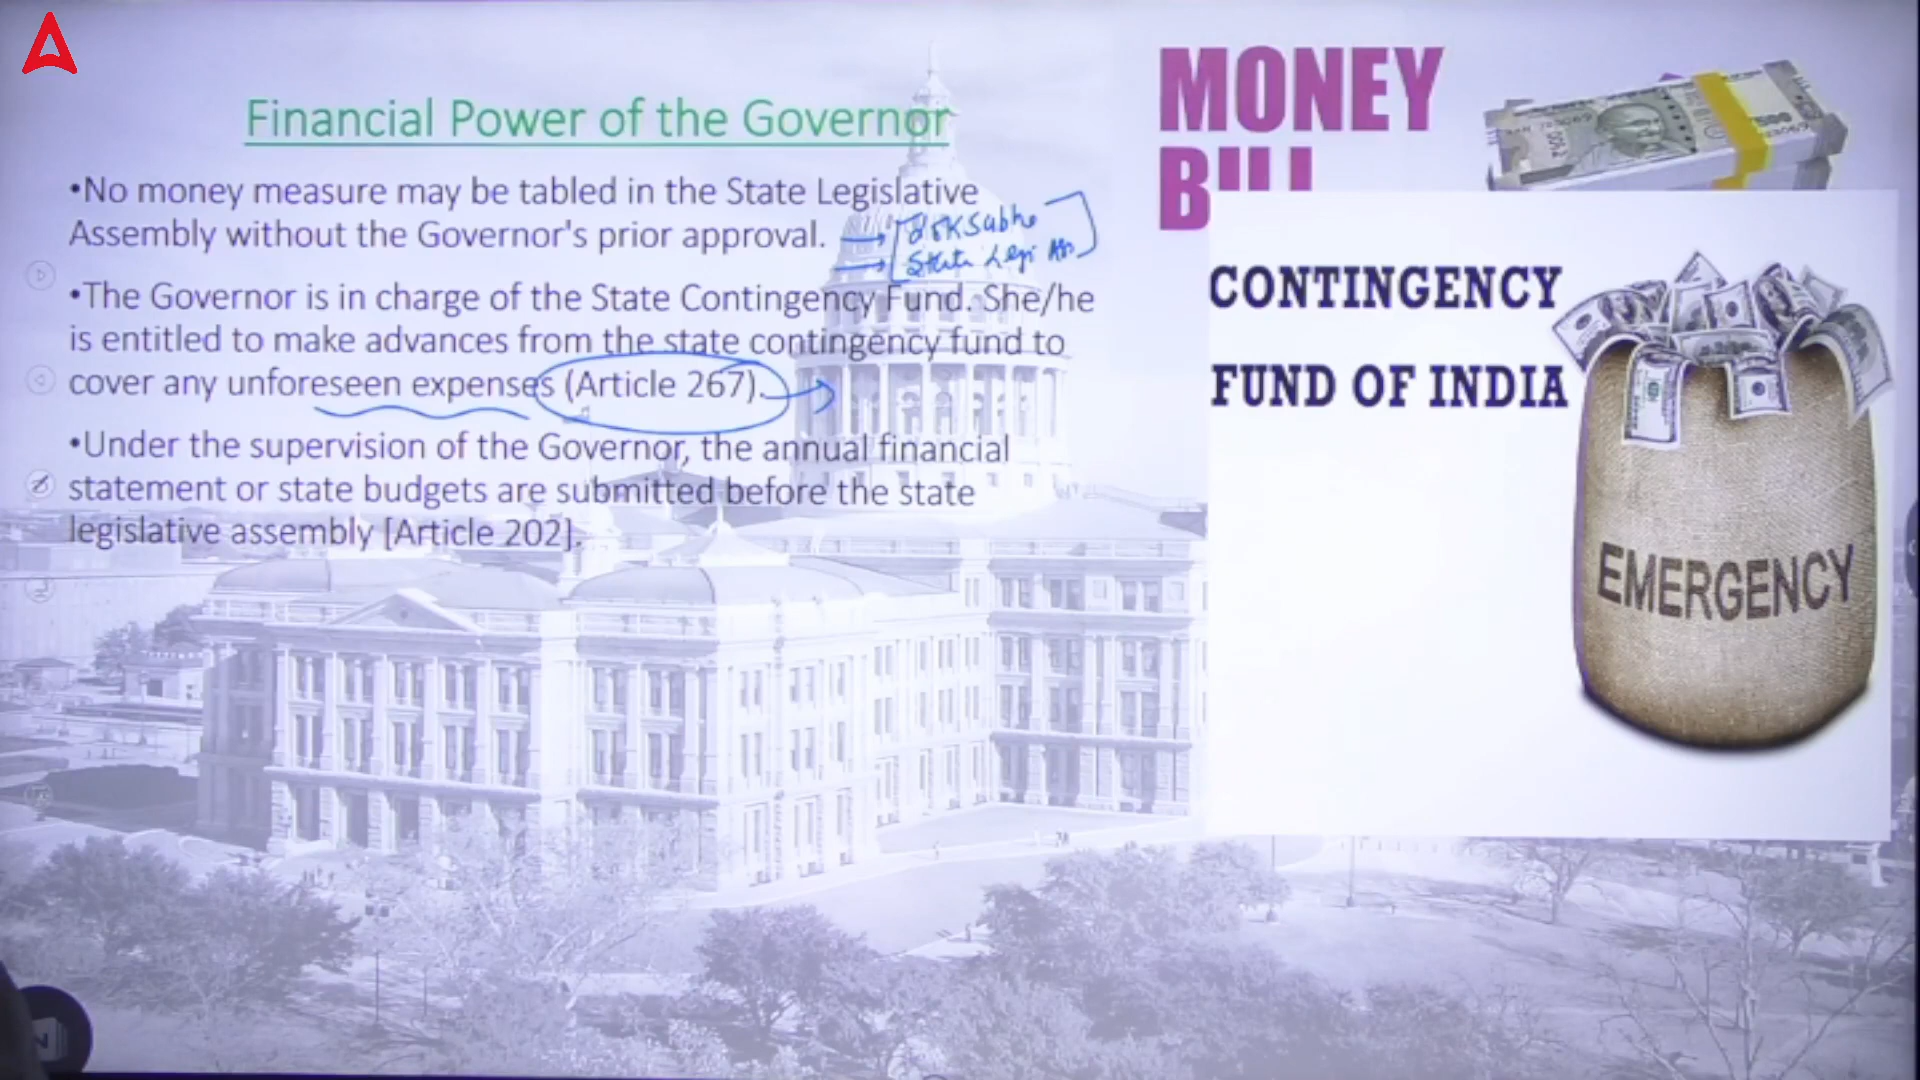 Financial Power of the Governor
•No money measure may be tabled in the State Legislative
Assembly without the Governor's prior approval.
Sabha
State Legi
•The Governor is in charge of the State Contingency Fund. She/he
is entitled to make advances from the state contingency fund to
cover any unforeseen expenses (Article 267).
•Under the supervision of the Governor, the annual financial
statement or state budgets are submitted before the state
legislative assembly [Article 202].
MONEY
BILL
CONTINGENCY
FUND OF INDIA
EMERGENCY
N